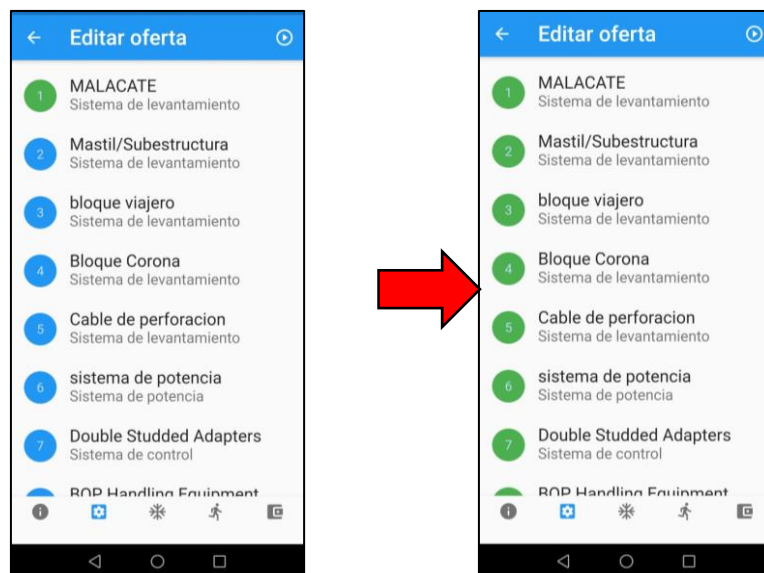 Editar oferta
1
MALACATE
Sistema de levantamiento
2
Mastil/Subestructura
Sistema de levantamiento
3
bloque viajero
Sistema de levantamiento
4
Bloque Corona
Sistema de levantamiento
5
Cable de perforacion
Sistema de levantamiento
6
sistema de potencia
Sistema de potencia
7
Double Studded Adapters
Sistema de control
BOP Handling Equipment
Editar oferta
1
MALACATE
Sistema de levantamiento
2
Mastil/Subestructura
Sistema de levantamiento
3
bloque viajero
Sistema de levantamiento
4
Bloque Corona
Sistema de levantamiento
5
Cable de perforacion
Sistema de levantamiento
6
sistema de potencia
Sistema de potencia
7
Double Studded Adapters
Sistema de control
BOP Handling Equipment